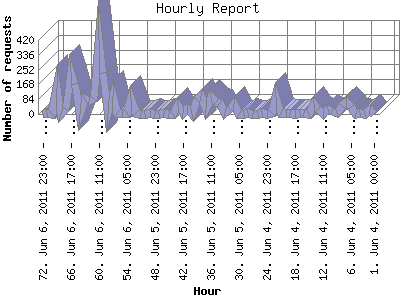 Hourly Report
Number of requests
420
336
252
168
84
0
72. Jun 6, 2011 23:00 - ...
66. Jun 6, 2011 17:00 - ...
60. Jun 6, 2011 11:00 - ...
54. Jun 6, 2011 05:00 - ...
48. Jun 5, 2011 23:00 - ...
42. Jun 5, 2011 17:00 - ...
36. Jun 5, 2011 11:00 - ...
30. Jun 5, 2011 05:00 - ...
24. Jun 4, 2011 23:00 - ...
18. Jun 4, 2011 17:00 - ...
12. Jun 4, 2011 11:00 - ...
6. Jun 4, 2011 05:00 - ...
1. Jun 4, 2011 00:00 - ...
Hour